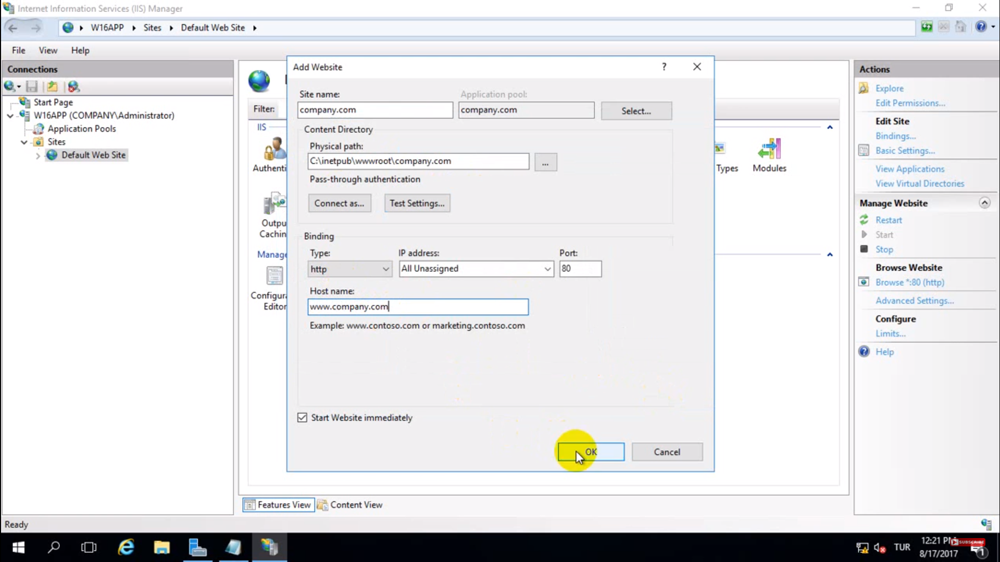 Internet Information Services (IIS) Manager
W16APP Sites Default Web Site
File View Help
Connections
Start Page
W16APP (COMPANY\Administrator)
Application Pools
Sites
Default Web Site
Filter:
IIS
Authenti
Outpu
Cachin
Manage
Configura
Editor
Types
Modules
Add Website
?
Site name:
company.com
Application pool:
company.com
Select...
Content Directory
Physical path:
C:\inetpub\wwwroot\company.com
...
Pass-through authentication
Connect as...
Test Settings...
Binding
Type:
http
IP address:
All Unassigned
Port:
80
Host name:
www.company.com
Example: www.contoso.com or marketing.contoso.com
Start Website immediately
OK
Cancel
Features View
Content View
Actions
Explore
Edit Permissions...
Edit Site
Bindings...
Basic Settings...
View Applications
View Virtual Directories
Manage Website
Restart
Start
Stop
Browse Website
Browse *:80 (http)
Advanced Settings...
Configure
Limits...
Help
Ready
TUR
12:21 PM
8/17/2017
SUBSCRIBE
1